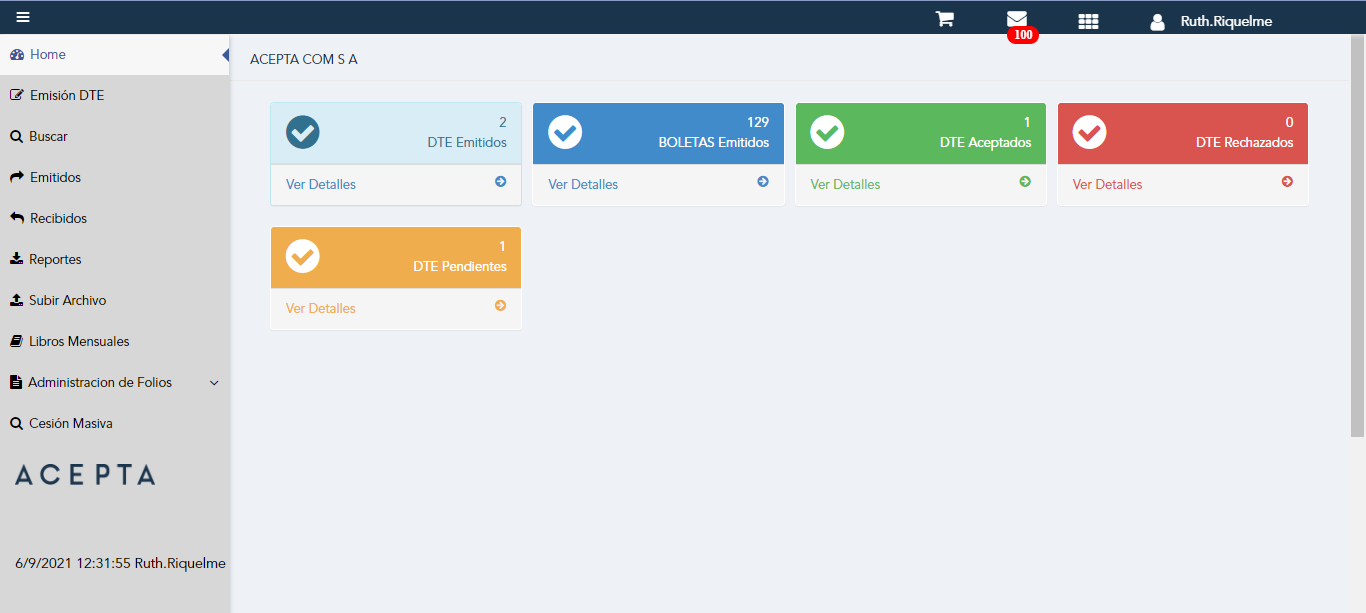 100
Ruth.Riquelme
Home
Emisión DTE
Buscar
Emitidos
Recibidos
Reportes
Subir Archivo
Libros Mensuales
Administracion de Folios
Cesión Masiva
ACEPTA
6/9/2021 12:31:55 Ruth.Riquelme
ACEPTA COM S A
2
DTE Emitidos
Ver Detalles
129
BOLETAS Emitidos
Ver Detalles
1
DTE Aceptados
Ver Detalles
0
DTE Rechazados
Ver Detalles
1
DTE Pendientes
Ver Detalles